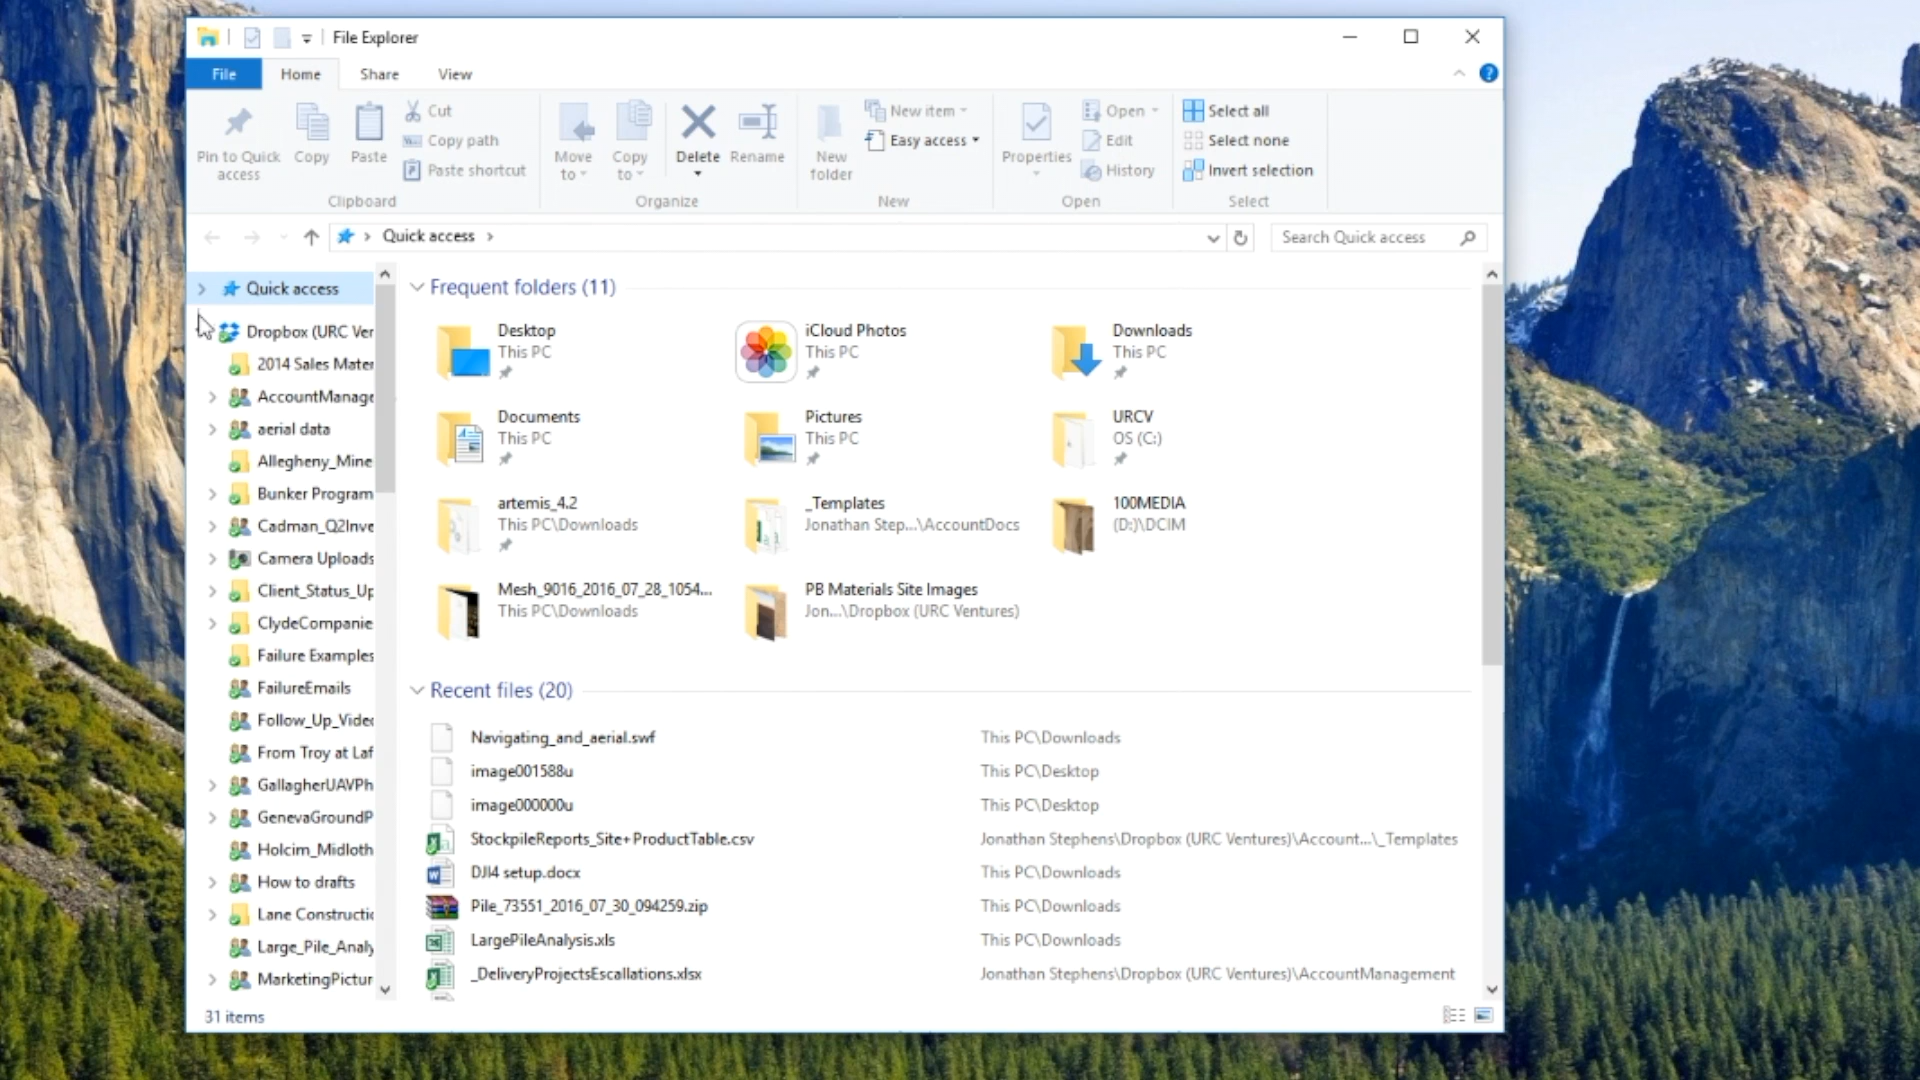 File Explorer
File
Home
Share
View
Pin to Quick
access
Copy
Paste
Cut
Copy path
Paste shortcut
Clipboard
Move
to
Copy
to
Delete
Rename
Organize
New
folder
New item
Easy access
New
Properties
Open
Edit
History
Open
Select all
Select none
Invert selection
Select
Quick access
Search Quick access
Quick access
Dropbox (URC Ver
2014 Sales Mater
AccountManage
aerial data
Allegheny_Mine
Bunker Program
Cadman_Q2Inve
Camera Uploads
Client_Status_Up
ClydeCompanie
Failure Examples
FailureEmails
Follow_Up_Video
From Troy at Laf
GallagherUAVPh
GenevaGroundP
Holcim_Midloth
How to drafts
Lane Constructio
Large_Pile_Analy
MarketingPictur
Frequent folders (11)
Desktop
This PC
iCloud Photos
This PC
Downloads
This PC
Documents
This PC
Pictures
This PC
URCV
OS (C:)
artemis_4.2
This PC\Downloads
_Templates
Jonathan Step...\AccountDocs
100MEDIA
(D:)\DCIM
Mesh_9016_2016_07_28_1054...
This PC\Downloads
PB Materials Site Images
Jon...\Dropbox (URC Ventures)
Recent files (20)
Navigating_and_aerial.swf This PC\Downloads
image001588u This PC\Desktop
image000000u This PC\Desktop
StockpileReports_Site+ProductTable.csv Jonathan Stephens\Dropbox (URC Ventures)\Account...\_Templates
DJI4 setup.docx This PC\Downloads
Pile_73551_2016_07_30_094259.zip This PC\Downloads
LargePileAnalysis.xls This PC\Downloads
_DeliveryProjectsEscallations.xlsx Jonathan Stephens\Dropbox (URC Ventures)\AccountManagement
31 items